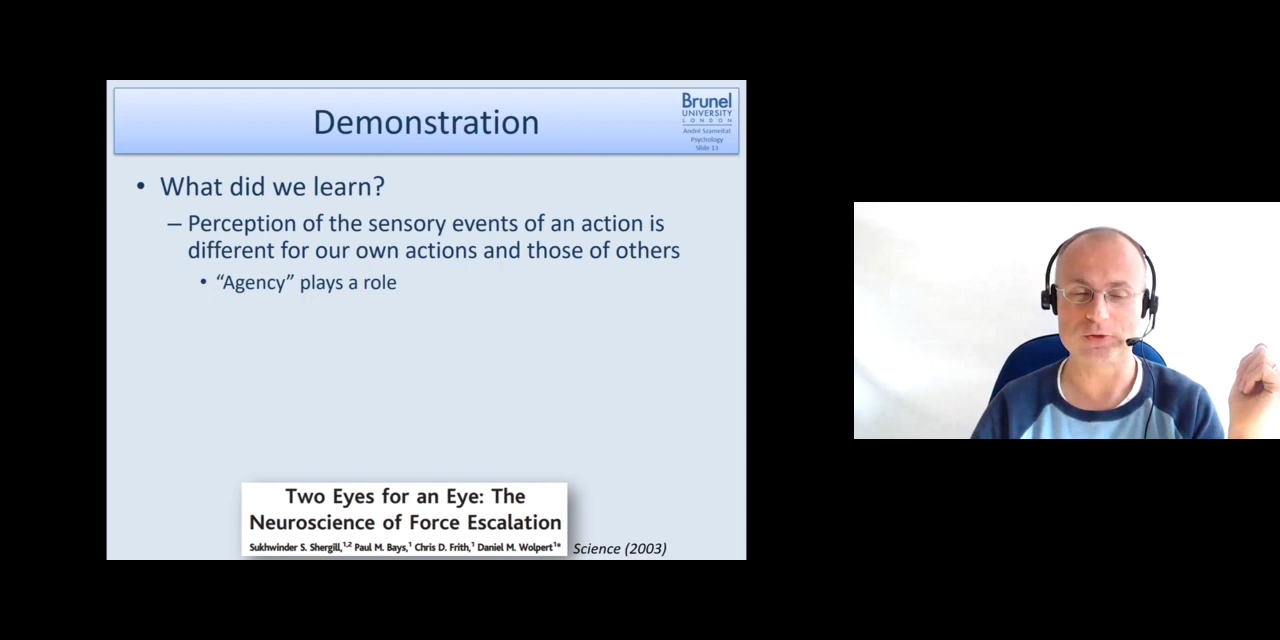 Demonstration
Brunel
UNIVERSITY
LONDON
André Szameitat
Psychology
Slide 13
• What did we learn?
– Perception of the sensory events of an action is
different for our own actions and those of others
• “Agency” plays a role
Two Eyes for an Eye: The
Neuroscience of Force Escalation
Sukhwinder S. Shergill,1,2 Paul M. Bays,1 Chris D. Frith,1 Daniel M. Wolpert1*
Science (2003)